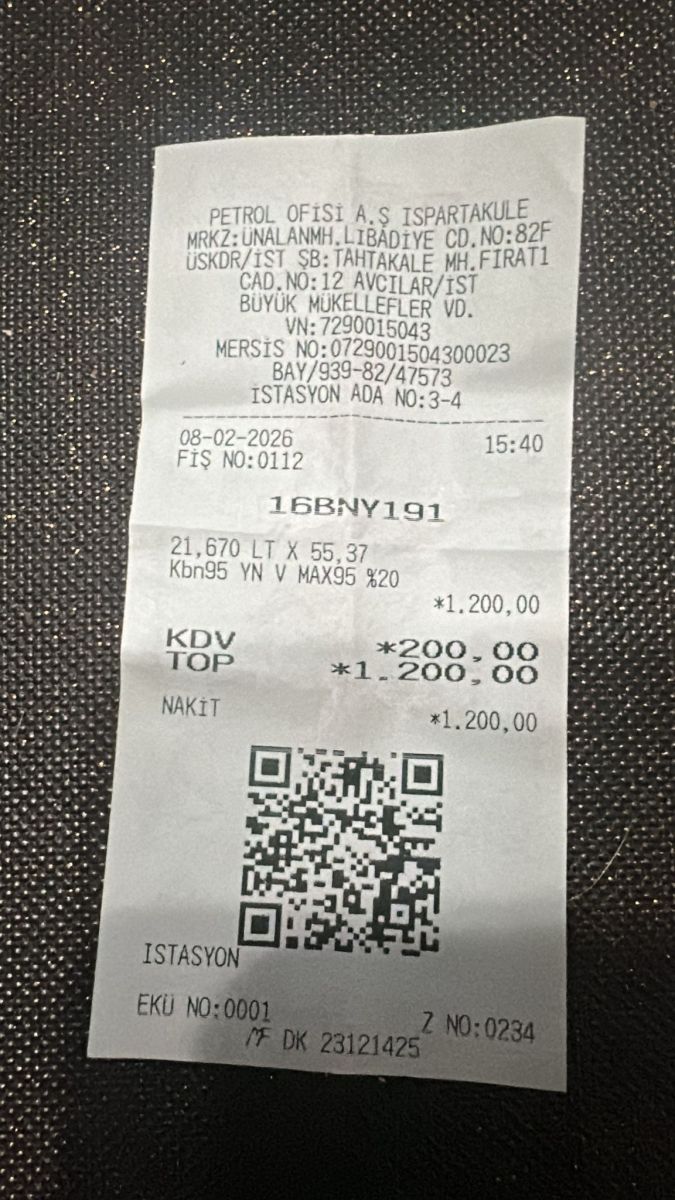 PETROL OFİSİ A.Ş ISPARTAKULE
MRKZ:ÜNALANMH.LIBADİYE CD.NO:82F
ÜSKDR/İST ŞB:TAHTAKALE MH.FIRAT1
CAD.NO:12 AVCILAR/İST
BÜYÜK MÜKELLEFLER VD.
VN:7290015043
MERSİS NO:0729001504300023
BAY/939-82/47573
İSTASYON ADA NO:3-4
08-02-2026 15:40
FİŞ NO:0112
16BNY191
21,670 LT X 55,37
Kbn95 YN V MAX95 %20
*1.200,00
KDV *200,00
TOP *1.200,00
NAKİT *1.200,00
ISTASYON
EKÜ NO:0001 Z NO:0234
MF DK 23121425